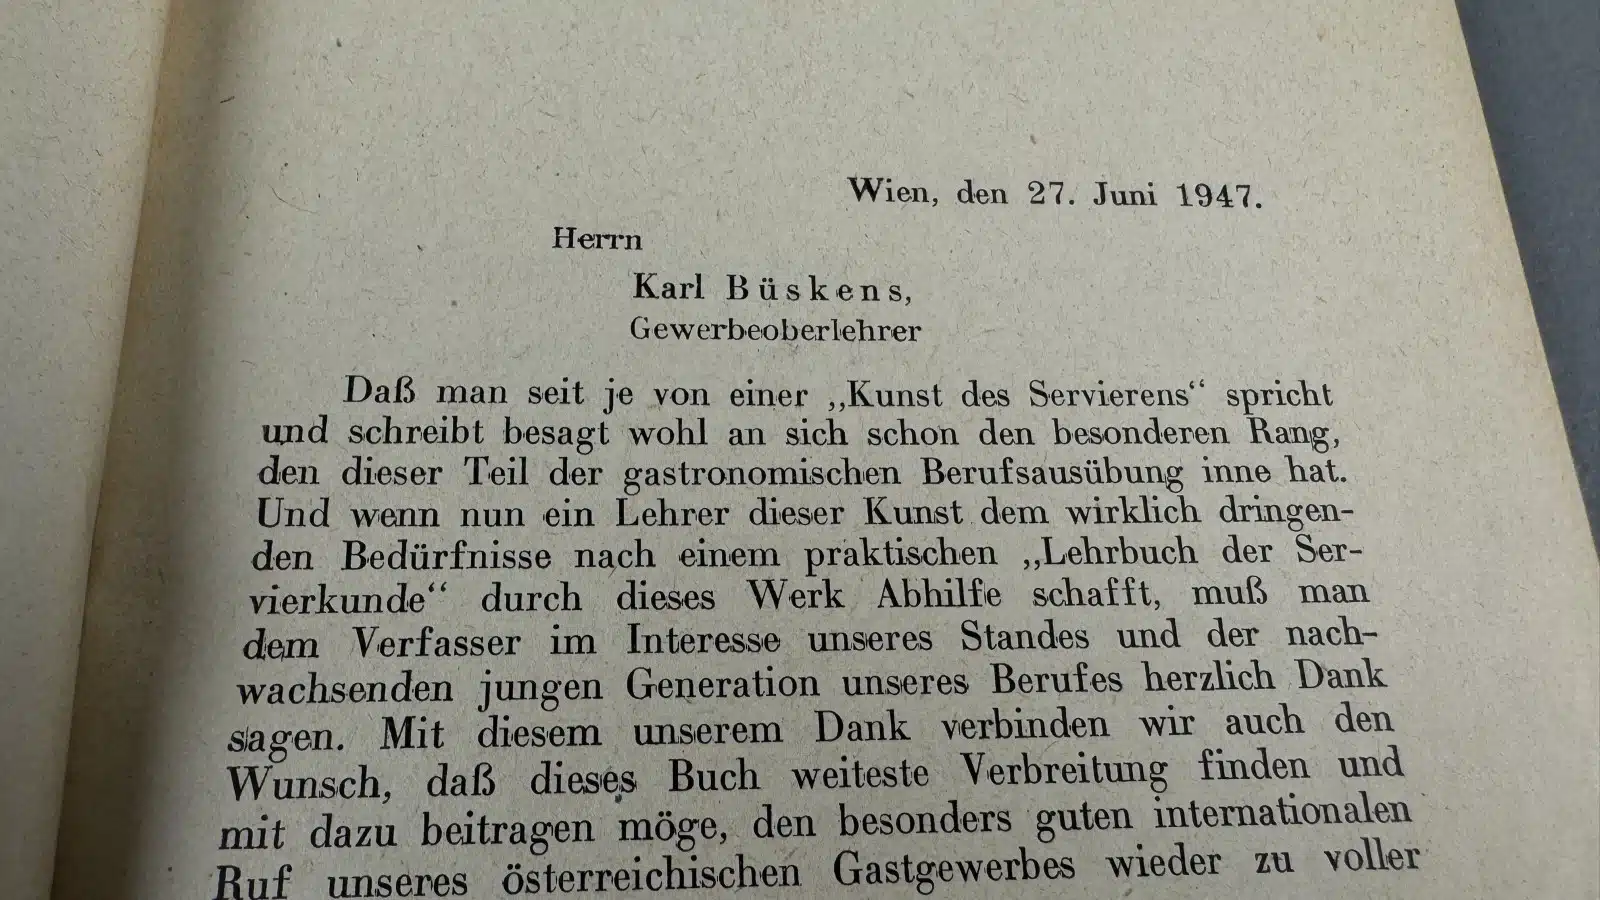 Wien, den 27. Juni 1947.
Herrn
Karl Büskens,
Gewerbeoberlehrer
Daß man seit je von einer „Kunst des Servierens“ spricht
und schreibt besagt wohl an sich schon den besonderen Rang,
den dieser Teil der gastronomischen Berufsausübung inne hat.
Und wenn nun ein Lehrer dieser Kunst dem wirklich dringen-
den Bedürfnisse nach einem praktischen „Lehrbuch der Ser-
vierkunde“ durch dieses Werk Abhilfe schafft, muß man
dem Verfasser im Interesse unseres Standes und der nach-
wachsenden jungen Generation unseres Berufes herzlich Dank
sagen. Mit diesem unserem Dank verbinden wir auch den
Wunsch, daß dieses Buch weiteste Verbreitung finden und
mit dazu beitragen möge, den besonders guten internationalen
Ruf unseres österreichischen Gastgewerbes wieder zu voller